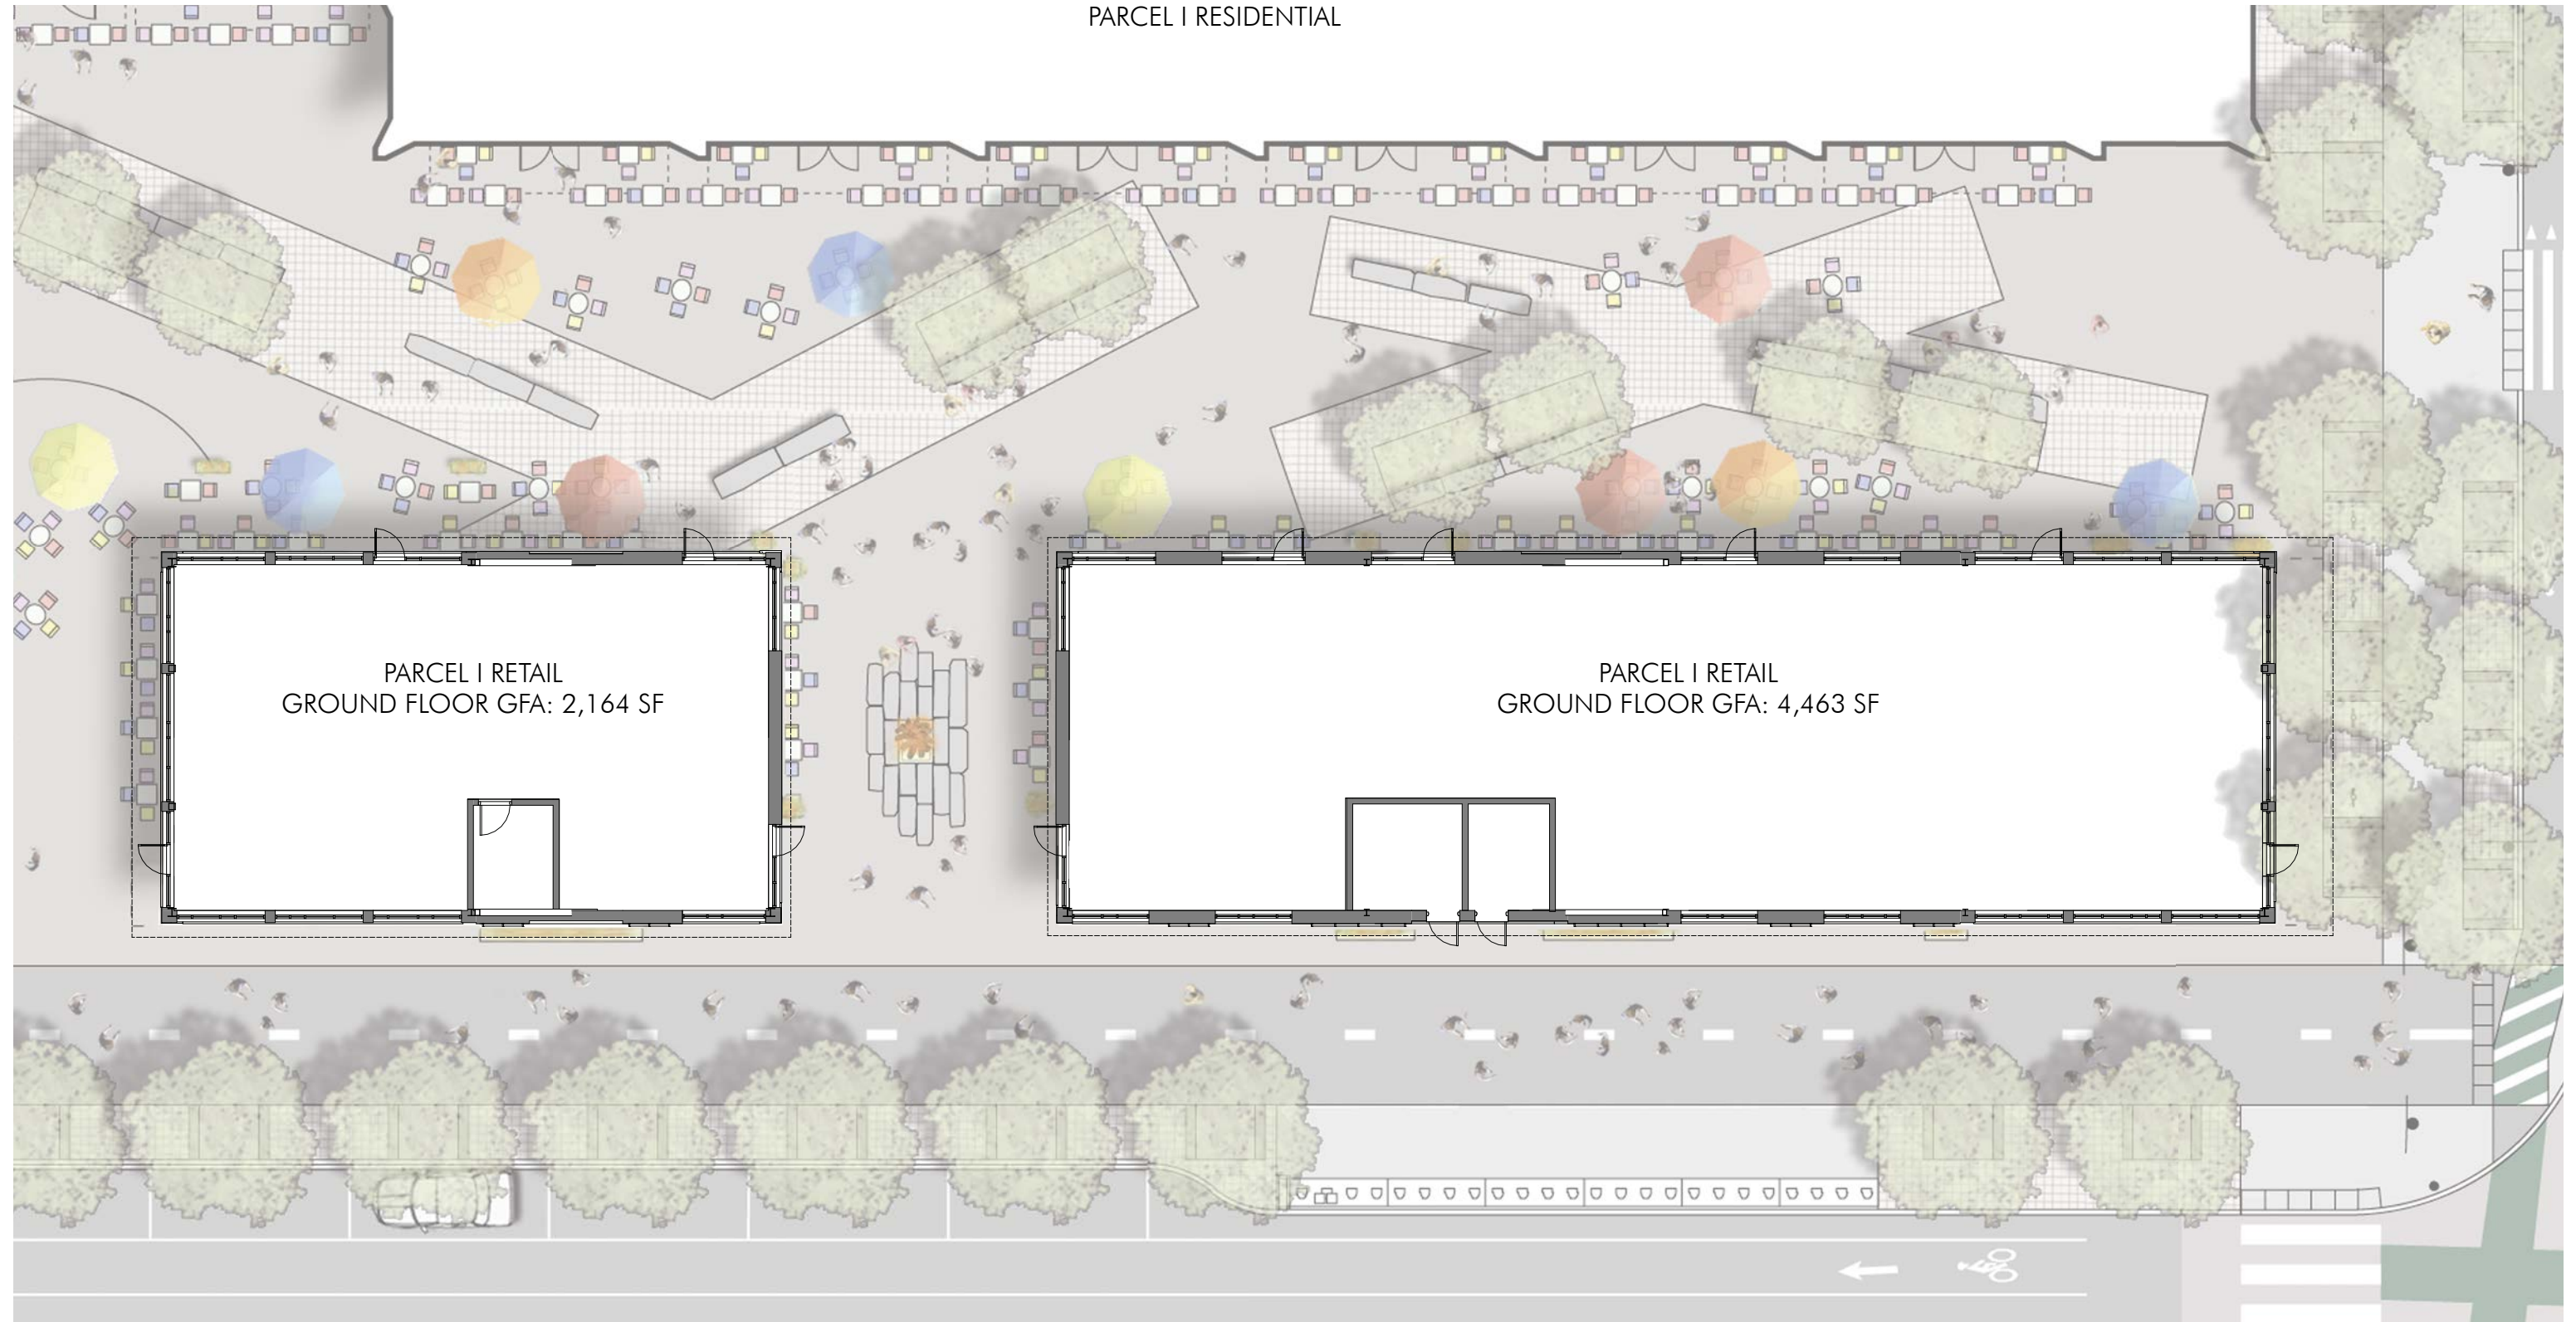 PARCEL I RESIDENTIAL
PARCEL I RETAIL
GROUND FLOOR GFA: 2,164 SF
PARCEL I RETAIL
GROUND FLOOR GFA: 4,463 SF